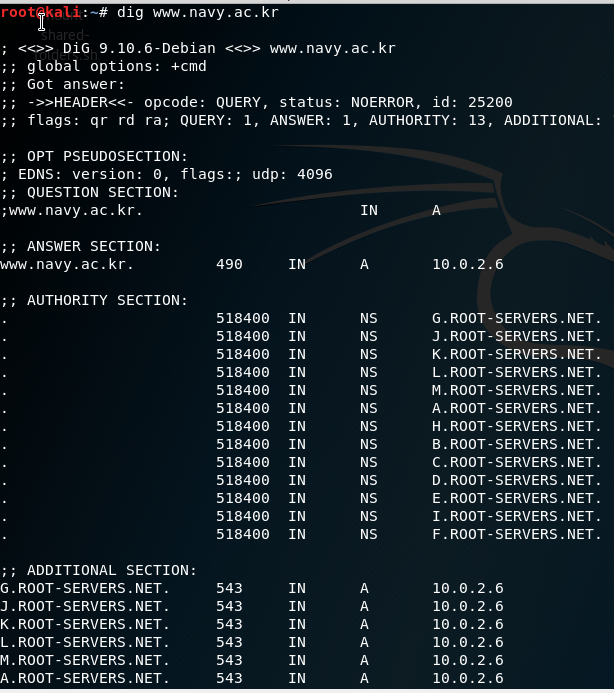 root@kali:~# dig www.navy.ac.kr
shared-
; <<>> DiG 9.10.6-Debian <<>> www.navy.ac.kr
;; global options: +cmd
;; Got answer:
;; ->>HEADER<<- opcode: QUERY, status: NOERROR, id: 25200
;; flags: qr rd ra; QUERY: 1, ANSWER: 1, AUTHORITY: 13, ADDITIONAL:
;; OPT PSEUDOSECTION:
; EDNS: version: 0, flags:; udp: 4096
;; QUESTION SECTION:
;www.navy.ac.kr. IN A
;; ANSWER SECTION:
www.navy.ac.kr. 490 IN A 10.0.2.6
;; AUTHORITY SECTION:
. 518400 IN NS G.ROOT-SERVERS.NET.
. 518400 IN NS J.ROOT-SERVERS.NET.
. 518400 IN NS K.ROOT-SERVERS.NET.
. 518400 IN NS L.ROOT-SERVERS.NET.
. 518400 IN NS M.ROOT-SERVERS.NET.
. 518400 IN NS A.ROOT-SERVERS.NET.
. 518400 IN NS H.ROOT-SERVERS.NET.
. 518400 IN NS B.ROOT-SERVERS.NET.
. 518400 IN NS C.ROOT-SERVERS.NET.
. 518400 IN NS D.ROOT-SERVERS.NET.
. 518400 IN NS E.ROOT-SERVERS.NET.
. 518400 IN NS I.ROOT-SERVERS.NET.
. 518400 IN NS F.ROOT-SERVERS.NET.
;; ADDITIONAL SECTION:
G.ROOT-SERVERS.NET. 543 IN A 10.0.2.6
J.ROOT-SERVERS.NET. 543 IN A 10.0.2.6
K.ROOT-SERVERS.NET. 543 IN A 10.0.2.6
L.ROOT-SERVERS.NET. 543 IN A 10.0.2.6
M.ROOT-SERVERS.NET. 543 IN A 10.0.2.6
A.ROOT-SERVERS.NET. 543 IN A 10.0.2.6